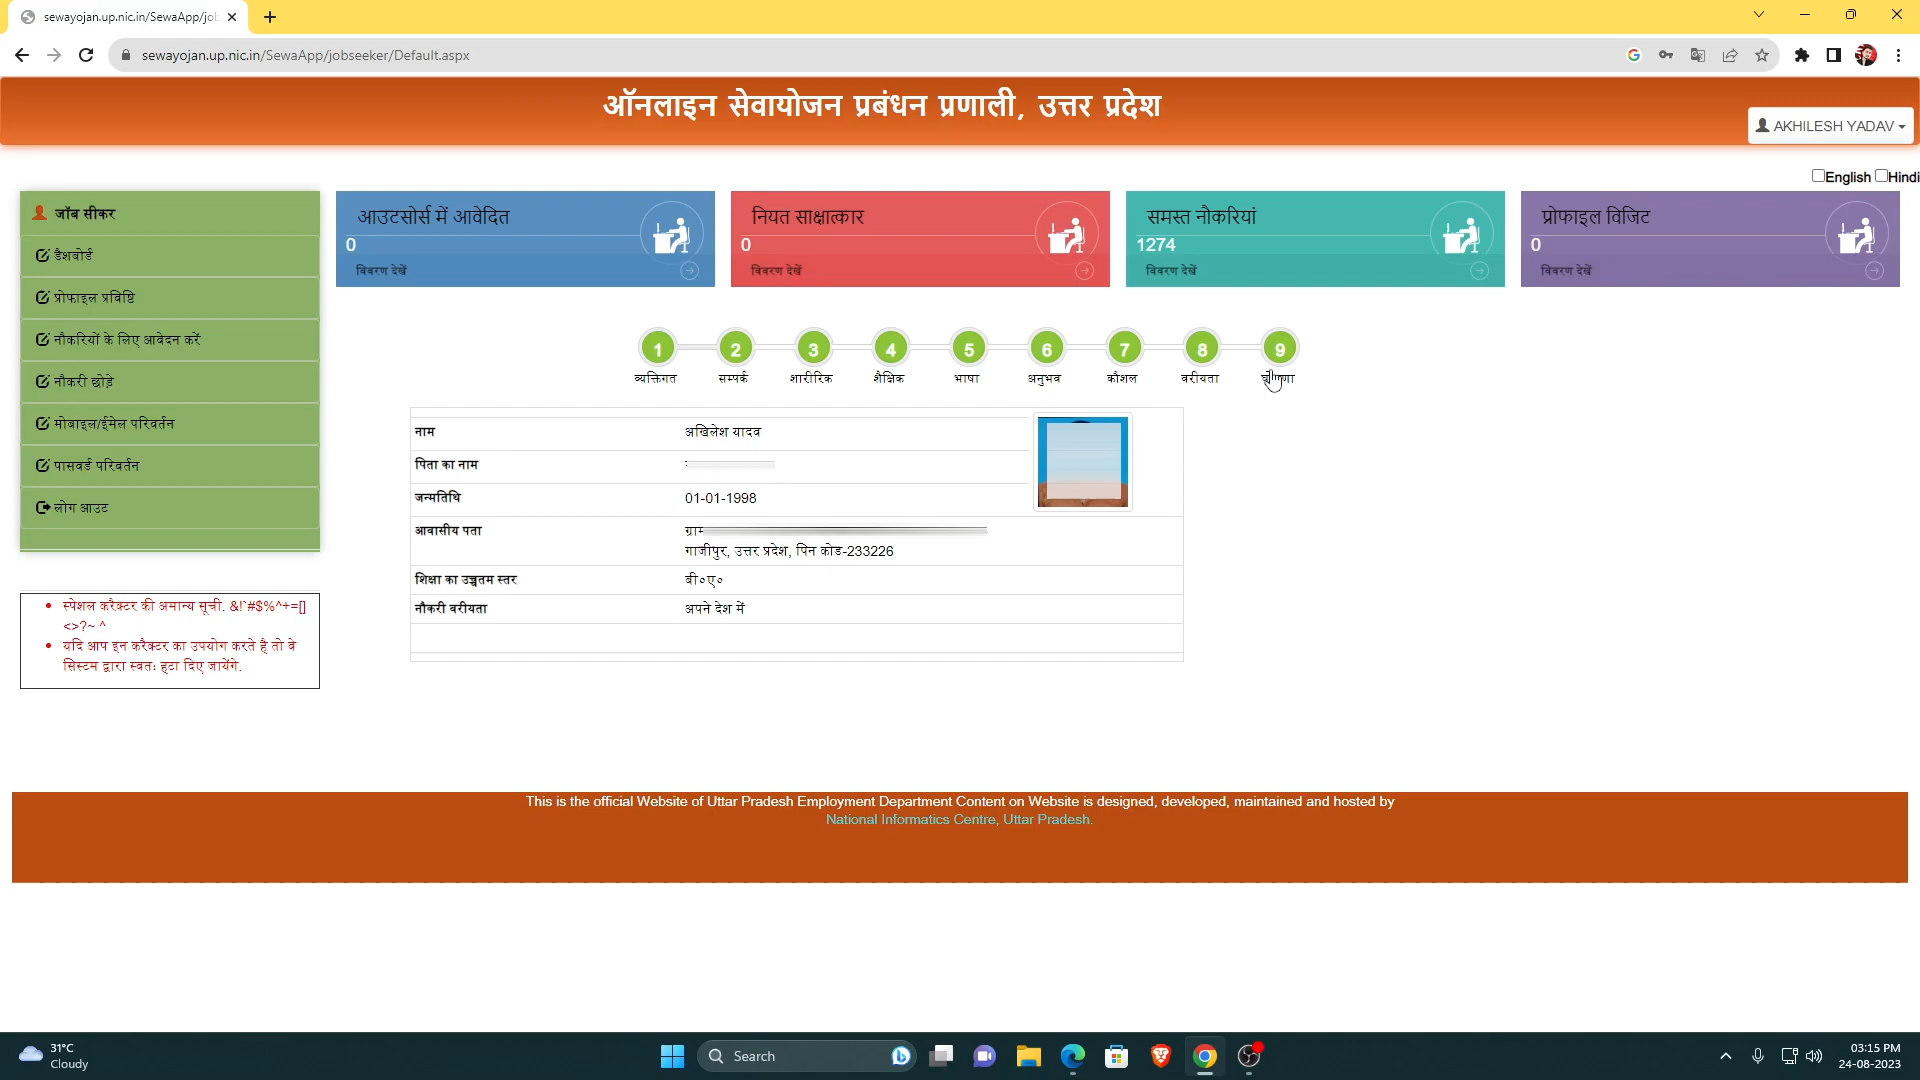 sewayojan.up.nic.in/SewaApp/jol
sewayojan.up.nic.in/SewaApp/jobseeker/Default.aspx
ऑनलाइन सेवायोजन प्रबंधन प्रणाली, उत्तर प्रदेश
AKHILESH YADAV
English Hindi
जॉब सीकर
डैशबोर्ड
प्रोफाइल प्रविष्टि
नौकरियों के लिए आवेदन करें
नौकरी छोड़े
मोबाइल/ईमेल परिवर्तन
पासवर्ड परिवर्तन
लोग आउट
आउटसोर्स में आवेदित
0
विवरण देखें
नियत साक्षात्कार
0
विवरण देखें
समस्त नौकरियां
1274
विवरण देखें
प्रोफाइल विजिट
0
विवरण देखें
1 2 3 4 5 6 7 8 9
व्यक्तिगत सम्पर्क शारीरिक शैक्षिक भाषा अनुभव कौशल वरीयता
नाम अखिलेश यादव
पिता का नाम
जन्मतिथि 01-01-1998
आवासीय पता ग्राम
गाजीपुर, उत्तर प्रदेश, पिन कोड-233226
शिक्षा का उच्चतम स्तर बी०ए०
नौकरी वरीयता अपने देश में
स्पेशल करैक्टर की अमान्य सूची. &!`#$%^+=[]
<>?~ ^
यदि आप इन करैक्टर का उपयोग करते है तो वे
सिस्टम द्वारा स्वतः हटा दिए जायेंगे.
This is the official Website of Uttar Pradesh Employment Department Content on Website is designed, developed, maintained and hosted by
National Informatics Centre, Uttar Pradesh.
31°C
Cloudy
Search
03:15 PM
24-08-2023